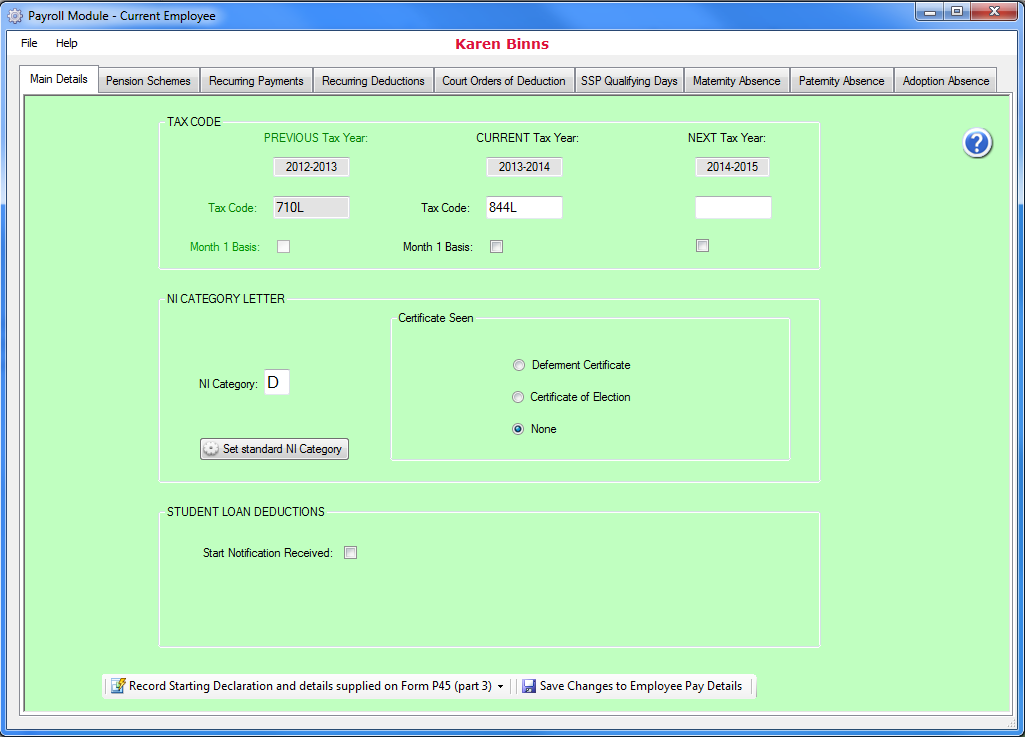 Payroll Module - Current Employee
File Help
Karen Binns
Main Details Pension Schemes Recurring Payments Recurring Deductions Court Orders of Deduction SSP Qualifying Days Maternity Absence Paternity Absence Adoption Absence
TAX CODE
PREVIOUS Tax Year: CURRENT Tax Year: NEXT Tax Year:
2012-2013 2013-2014 2014-2015
Tax Code: 710L Tax Code: 844L
Month 1 Basis: Month 1 Basis:
NI CATEGORY LETTER
Certificate Seen
Deferment Certificate
NI Category: D
Certificate of Election
None
Set standard NI Category
STUDENT LOAN DEDUCTIONS
Start Notification Received:
Record Starting Declaration and details supplied on Form P45 (part 3) Save Changes to Employee Pay Details